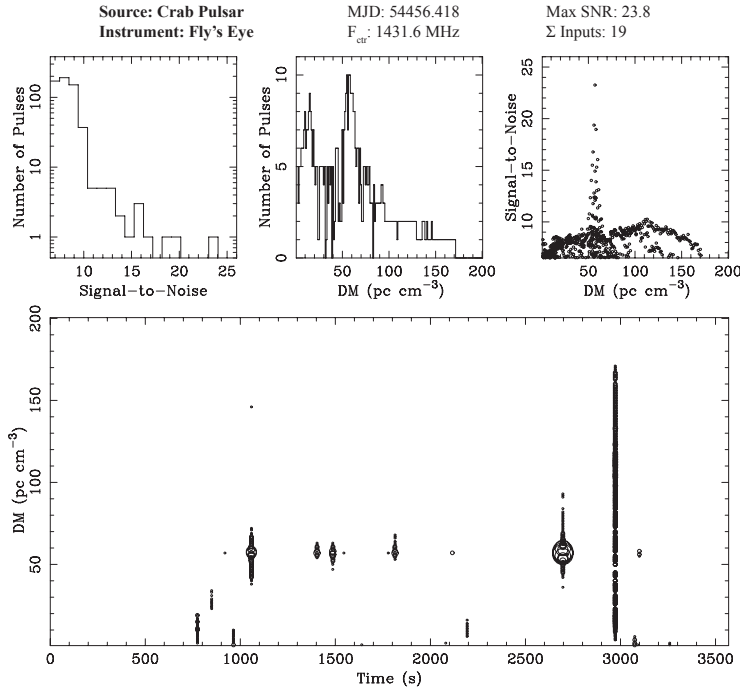 Source: Crab Pulsar MJD: 54456.418 Max SNR: 23.8
Instrument: Fly's Eye F_ctr: 1431.6 MHz Σ Inputs: 19
Number of Pulses
100
10
1
10 15 20 25
Signal-to-Noise
Number of Pulses
10
5
0
50 100 150 200
DM (pc cm⁻³)
Signal-to-Noise
25
20
15
10
0 50 100 150 200
DM (pc cm⁻³)
DM (pc cm⁻³)
200
150
100
50
0 500 1000 1500 2000 2500 3000 3500
Time (s)